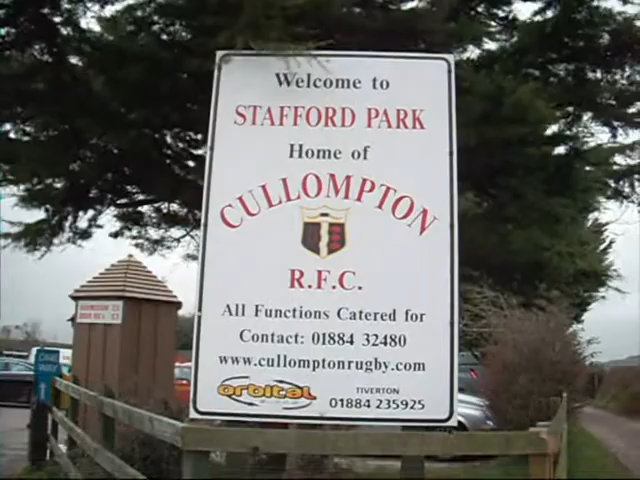 Welcome to
STAFFORD PARK
Home of
CULLOMPTON
R.F.C.
All Functions Catered for
Contact: 01884 32480
www.cullomptonrugby.com
orbital
TIVERTON
01884 235925